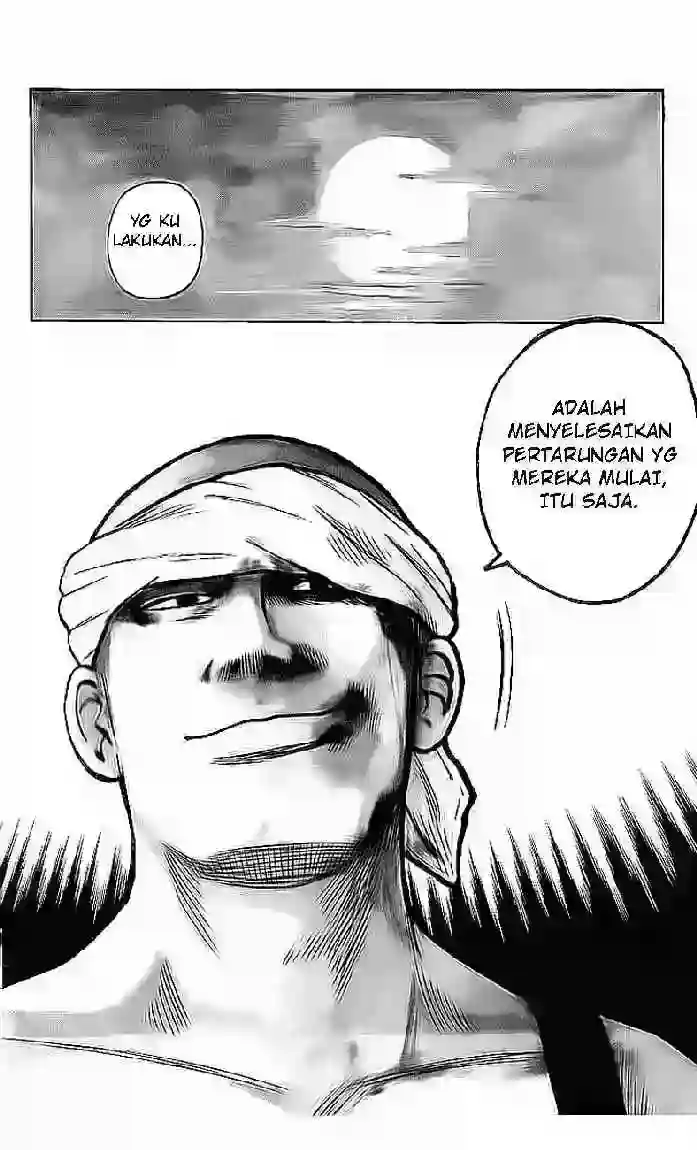 YG KU
LAKUKAN...
ADALAH
MENYELESAIKAN
PERTARUNGAN YG
MEREKA MULAI,
ITU SAJA.